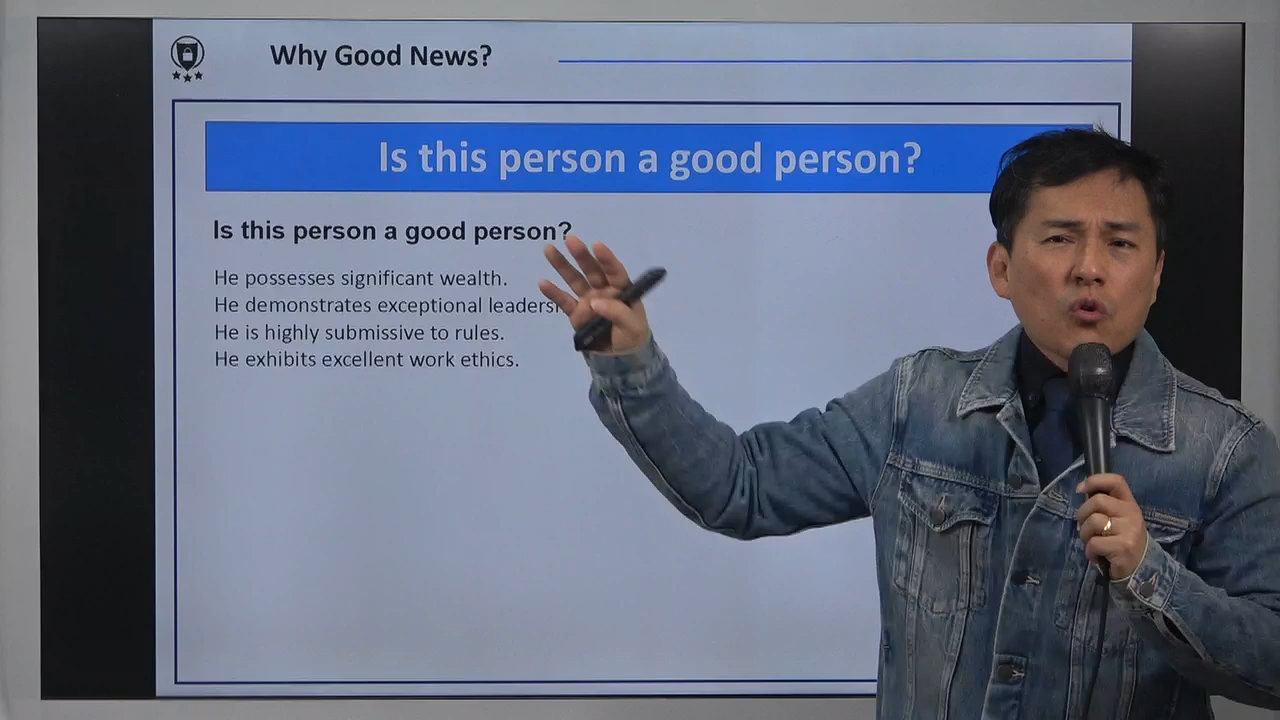 Why Good News?
Is this person a good person?
Is this person a good person?
He possesses significant wealth.
He demonstrates exceptional
He is highly submissive to rules.
He exhibits excellent work ethics.